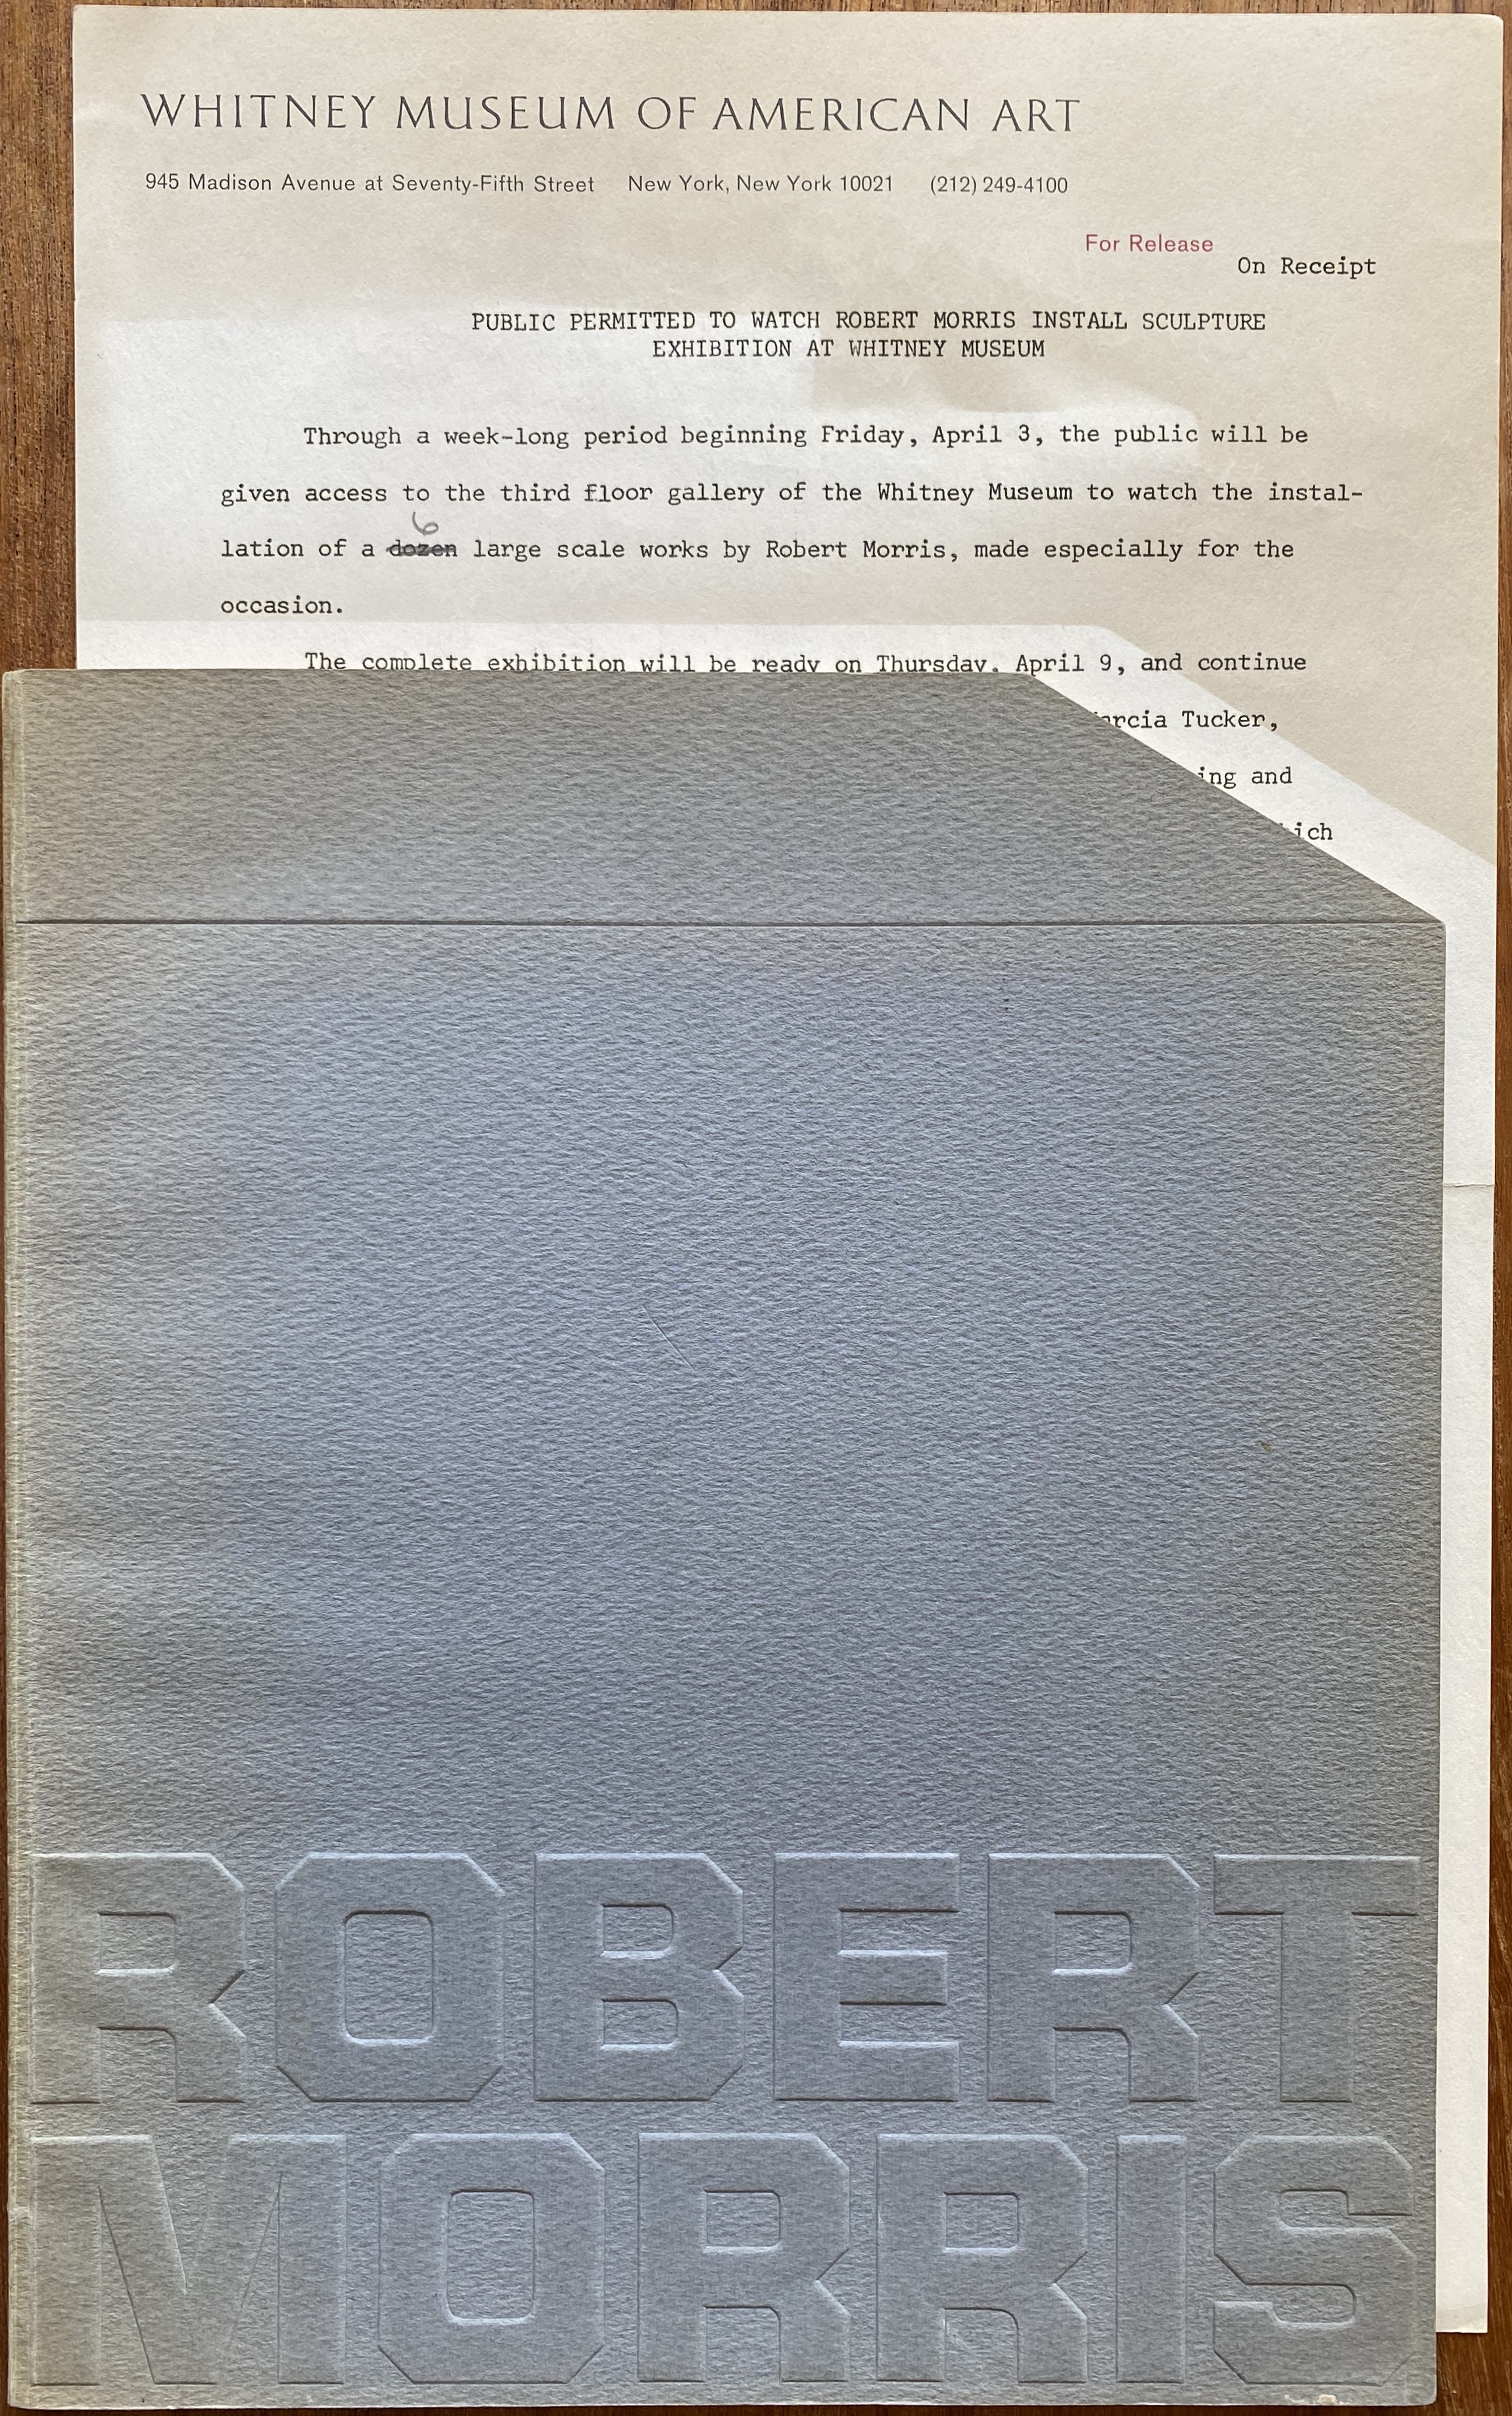 WHITNEY MUSEUM OF AMERICAN ART
945 Madison Avenue at Seventy-Fifth Street New York, New York 10021 (212) 249-4100
For Release
On Receipt
PUBLIC PERMITTED TO WATCH ROBERT MORRIS INSTALL SCULPTURE
EXHIBITION AT WHITNEY MUSEUM
Through a week-long period beginning Friday, April 3, the public will be
given access to the third floor gallery of the Whitney Museum to watch the instal-
6
lation of a dozen large scale works by Robert Morris, made especially for the
occasion.
The complete exhibition will be ready on Thursday, April 9, and continue
Tucker,
and
ROBERT
MORRIS